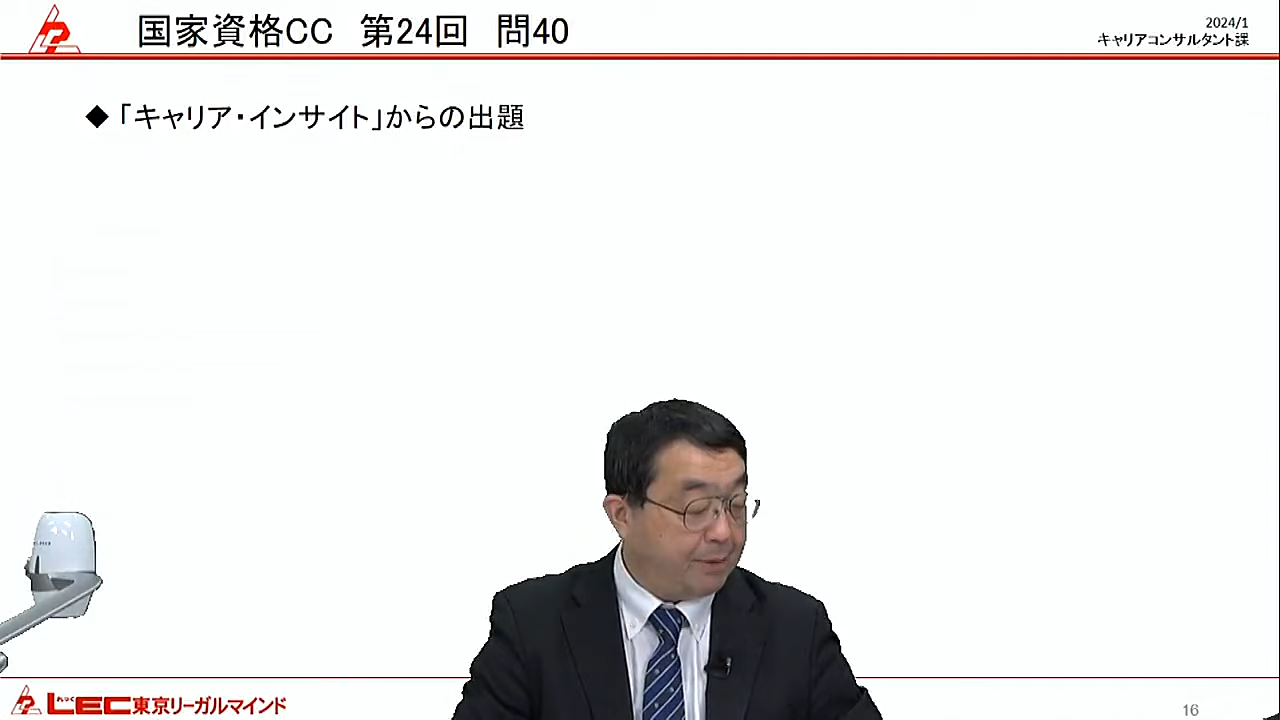 国家資格CC　第24回　問40
2024/1
キャリアコンサルタント課
◆「キャリア・インサイト」からの出題
LEC東京リーガルマインド
16